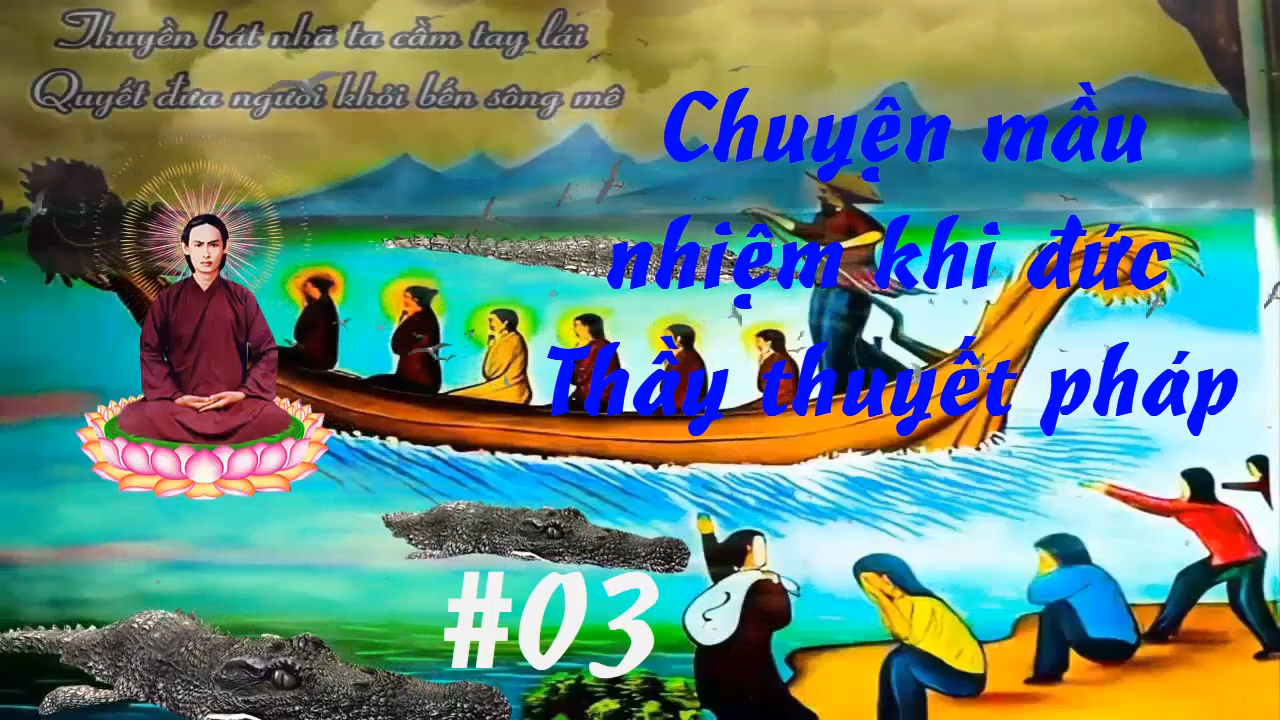 Thuyền bát nhã ta cầm tay lái
Quyết đưa người khỏi bến sông mê
Chuyện mầu
nhiệm khi đức
Thầy thuyết pháp
#03